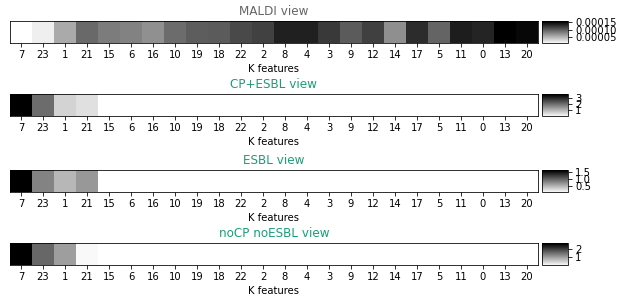 MALDI view
0.00015
0.00010
0.00005
7 23 1 21 15 6 16 10 19 18 22 2 8 4 3 9 12 14 17 5 11 0 13 20
K features
CP+ESBL view
3
2
1
7 23 1 21 15 6 16 10 19 18 22 2 8 4 3 9 12 14 17 5 11 0 13 20
K features
ESBL view
1.5
1.0
0.5
7 23 1 21 15 6 16 10 19 18 22 2 8 4 3 9 12 14 17 5 11 0 13 20
K features
noCP noESBL view
2
1
7 23 1 21 15 6 16 10 19 18 22 2 8 4 3 9 12 14 17 5 11 0 13 20
K features